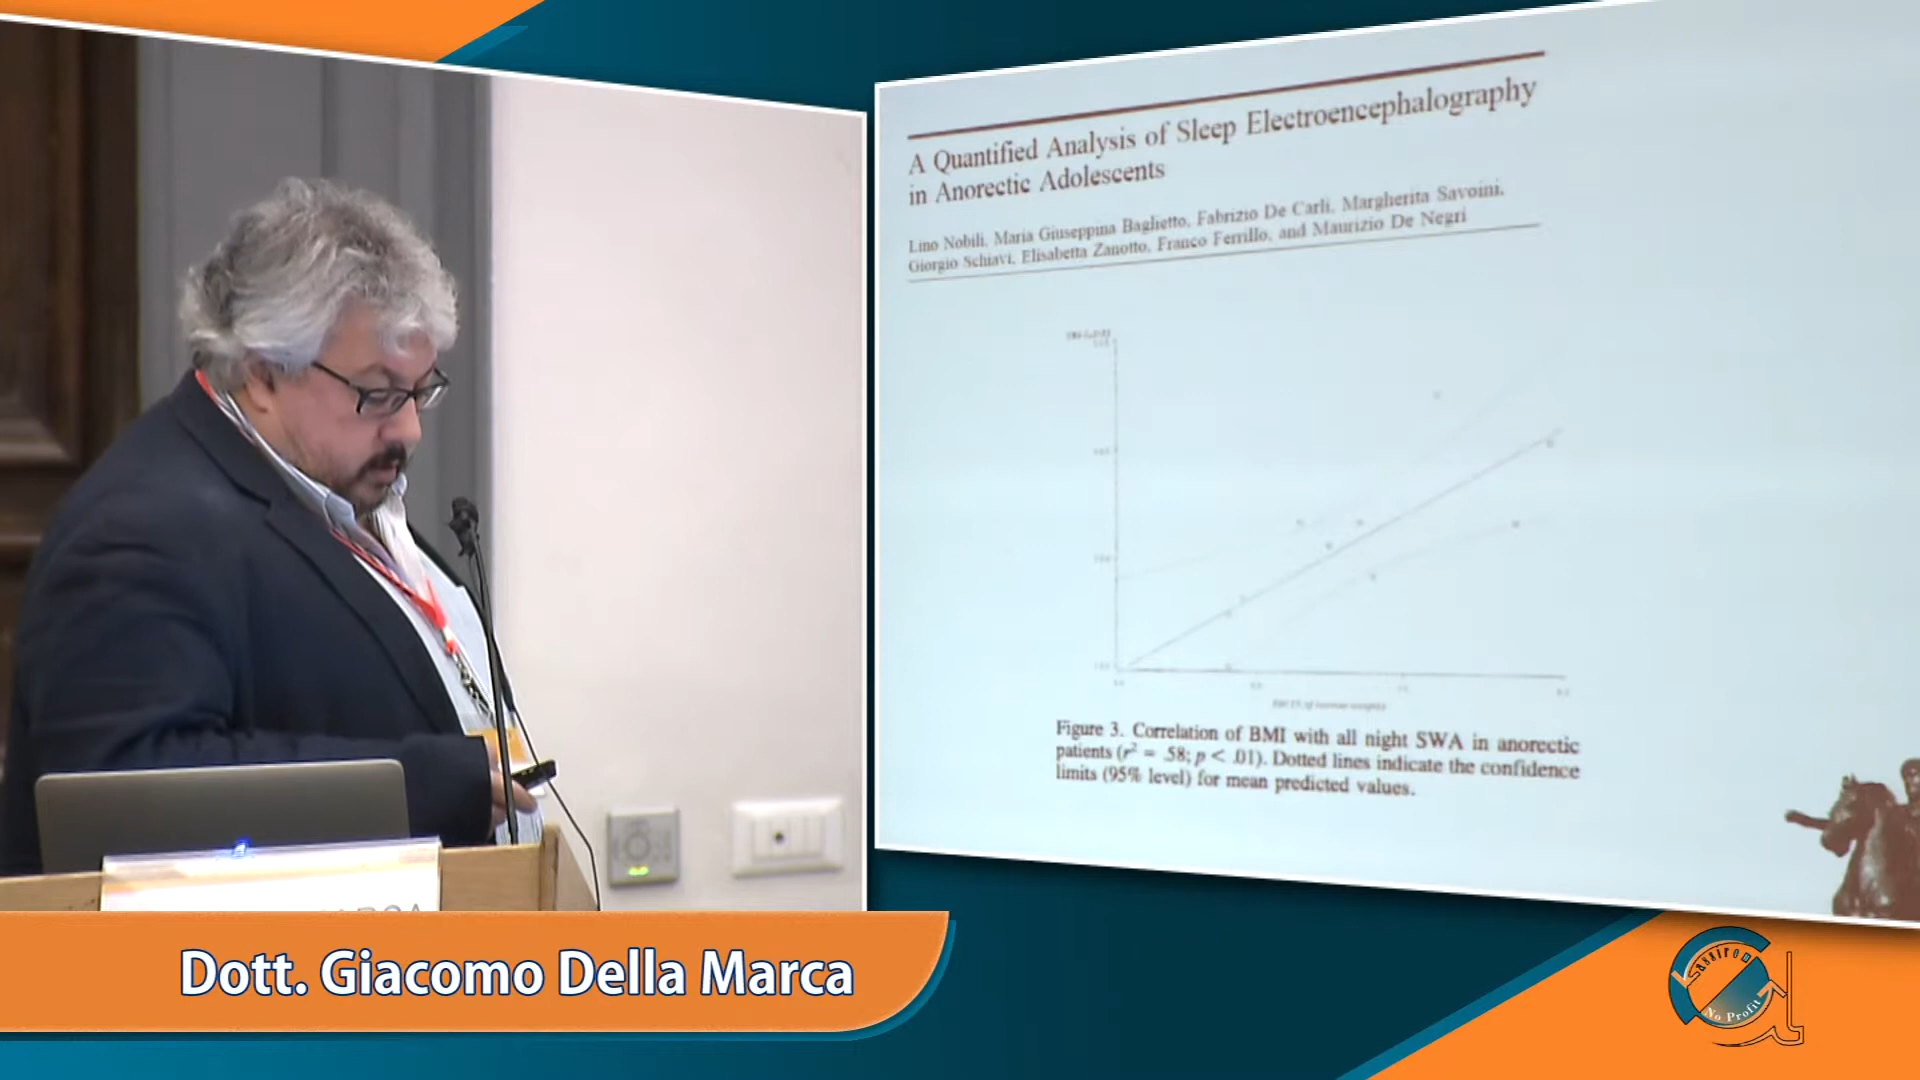 A Quantified Analysis of Sleep Electroencephalography
in Anorectic Adolescents
Lino Nobili, Maria Giuseppina Baglietto, Fabrizio De Carli, Margherita Savoini,
Giorgio Schiavi, Elisabetta Zanotto, Franco Ferrillo, and Maurizio De Negri
Figure 3. Correlation of BMI with all night SWA in anorectic
patients (r² = .58; p < .01). Dotted lines indicate the confidence
limits (95% level) for mean predicted values.
Dott. Giacomo Della Marca
No Profit